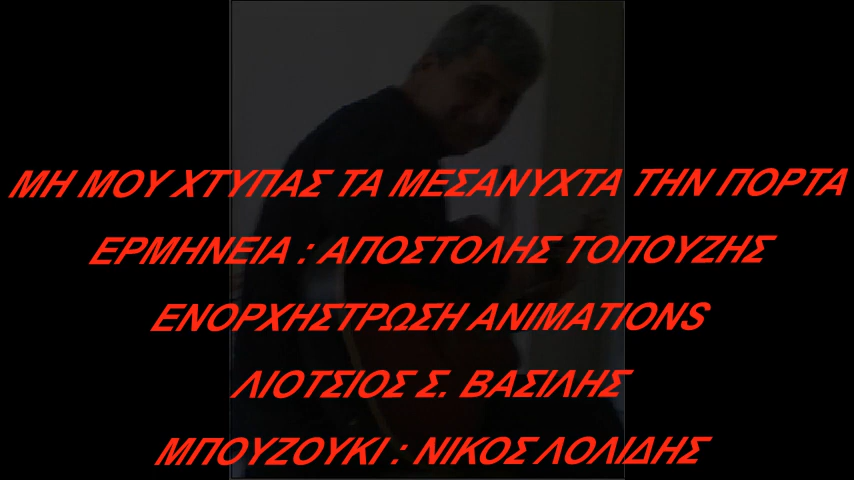 ΜΗ ΜΟΥ ΧΤΥΠΑΣ ΤΑ ΜΕΣΑΝΥΧΤΑ ΤΗΝ ΠΟΡΤΑ
ΕΡΜΗΝΕΙΑ : ΑΠΟΣΤΟΛΗΣ ΤΟΠΟΥΖΗΣ
ΕΝΟΡΧΗΣΤΡΩΣΗ ANIMATIONS
ΛΙΟΤΣΙΟΣ Σ. ΒΑΣΙΛΗΣ
ΜΠΟΥΖΟΥΚΙ : ΝΙΚΟΣ ΛΟΛΙΔΗΣ